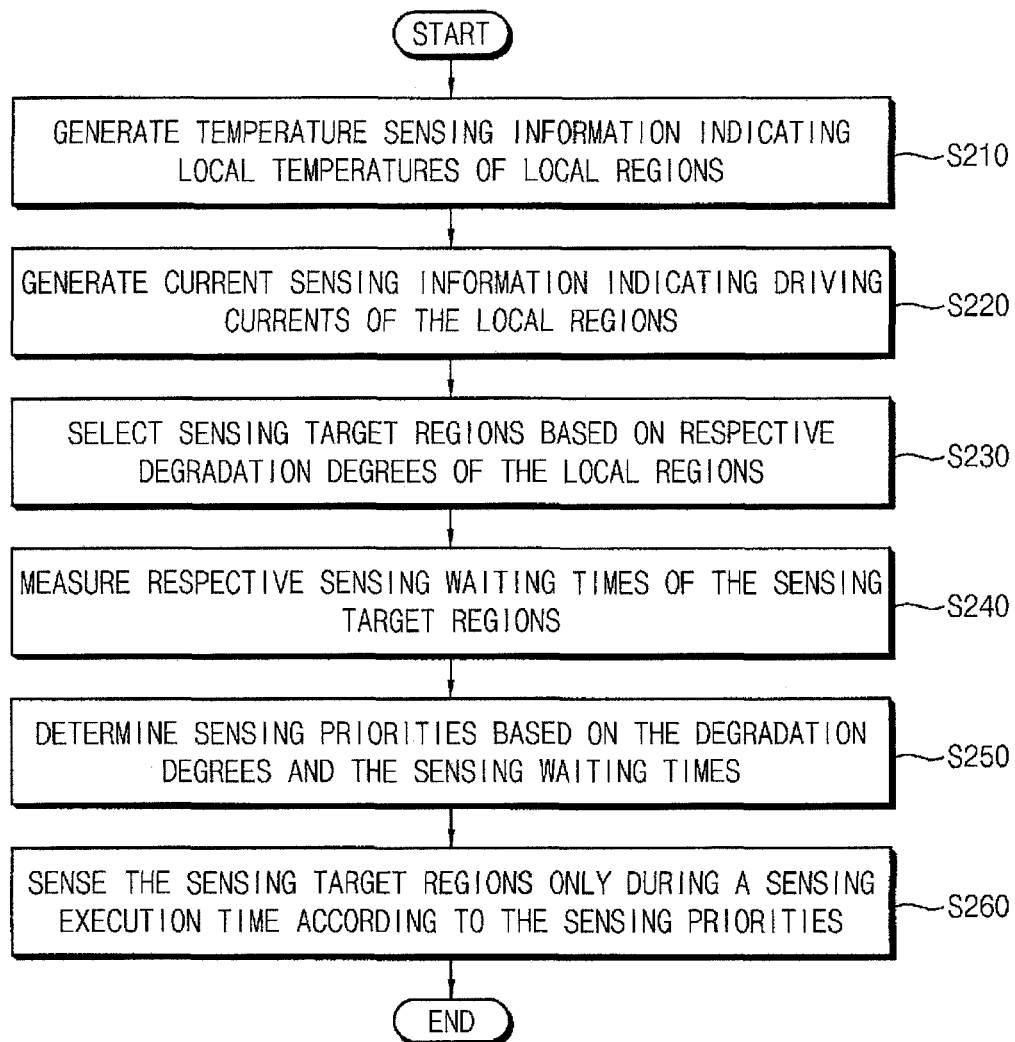 START
GENERATE TEMPERATURE SENSING INFORMATION INDICATING
LOCAL TEMPERATURES OF LOCAL REGIONS
S210
GENERATE CURRENT SENSING INFORMATION INDICATING DRIVING
CURRENTS OF THE LOCAL REGIONS
S220
SELECT SENSING TARGET REGIONS BASED ON RESPECTIVE
DEGRADATION DEGREES OF THE LOCAL REGIONS
S230
MEASURE RESPECTIVE SENSING WAITING TIMES OF THE SENSING
TARGET REGIONS
S240
DETERMINE SENSING PRIORITIES BASED ON THE DEGRADATION
DEGREES AND THE SENSING WAITING TIMES
S250
SENSE THE SENSING TARGET REGIONS ONLY DURING A SENSING
EXECUTION TIME ACCORDING TO THE SENSING PRIORITIES
S260
END